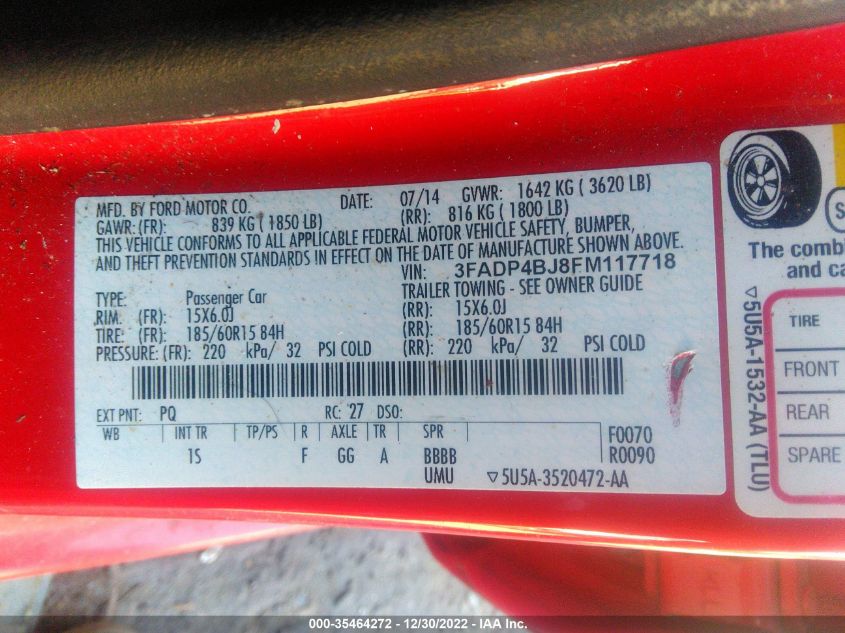 MFD. BY FORD MOTOR CO. DATE: 07/14 GVWR: 1642 KG ( 3620 LB)
GAWR: (FR): 839 KG ( 1850 LB) (RR): 816 KG ( 1800 LB)
THIS VEHICLE CONFORMS TO ALL APPLICABLE FEDERAL MOTOR VEHICLE SAFETY, BUMPER,
AND THEFT PREVENTION STANDARDS IN EFFECT ON THE DATE OF MANUFACTURE SHOWN ABOVE.
VIN: 3FADP4BJ8FM117718
TYPE: Passenger Car TRAILER TOWING - SEE OWNER GUIDE
RIM: (FR): 15X6.0J (RR): 15X6.0J
TIRE: (FR): 185/60R15 84H (RR): 185/60R15 84H
PRESSURE: (FR): 220 kPa/ 32 PSI COLD (RR): 220 kPa/ 32 PSI COLD
EXT PNT: PQ RC: 27 DSO:
WB INT TR TP/PS R AXLE TR SPR F0070
1S F GG A BBBB R0090
UMU ▽5U5A-3520472-AA
The combi
and ca
▽5U5A-1532-AA (TLU)
TIRE
FRONT
REAR
SPARE
000-35464272 - 12/30/2022 - IAA Inc.